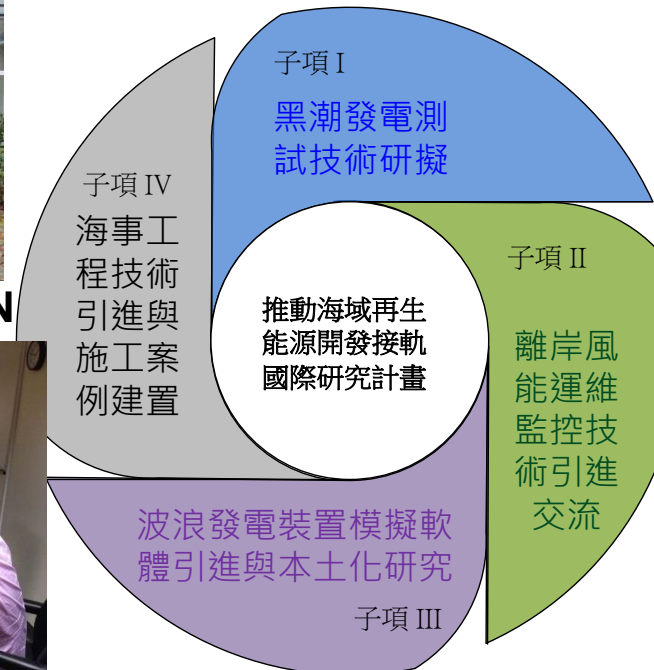 子項 I
黑潮發電測
試技術研擬
子項 II
離岸風
能運維
監控技
術引進
交流
波浪發電裝置模擬軟
體引進與本土化研究
子項 III
子項 IV
海事工
程技術
引進與
施工案
例建置
推動海域再生
能源開發接軌
國際研究計畫
N